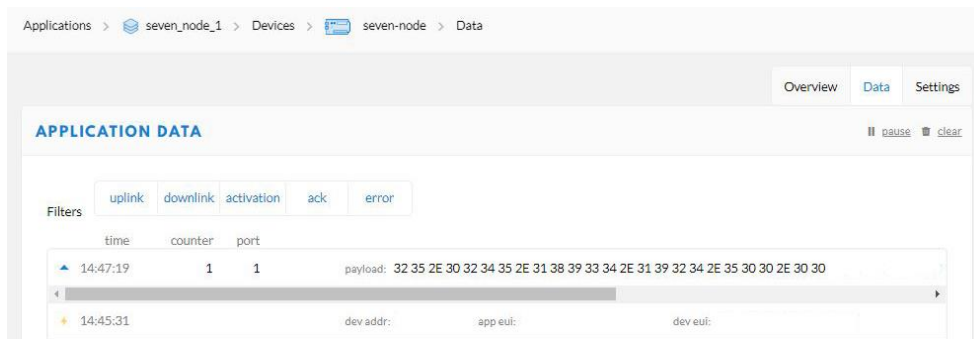 Applications > seven_node_1 > Devices > seven-node > Data
Overview Data Settings
APPLICATION DATA
pause clear
Filters uplink downlink activation ack error
time counter port
14:47:19 1 1 payload: 32 35 2E 30 32 34 35 2E 31 38 39 33 34 2E 31 39 32 34 2E 35 30 30 2E 30 30
14:45:31 dev addr: app eui: dev eui: